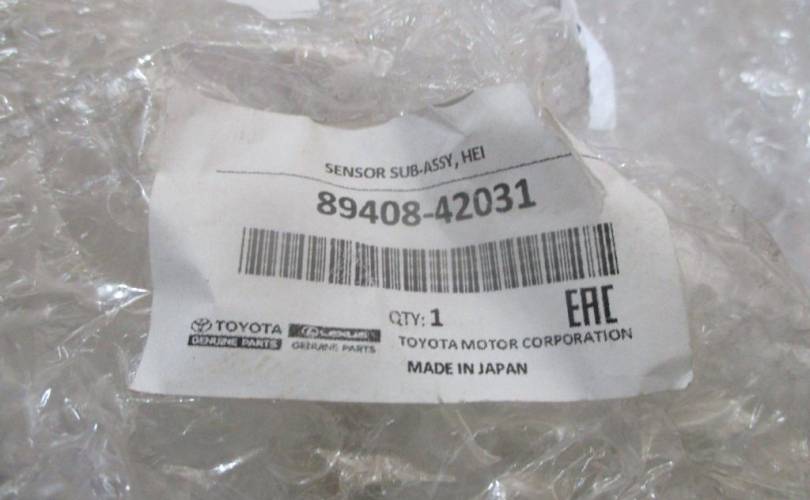 SENSOR SUB-ASSY, HEI
89408-42031
QTY: 1
EAC
TOYOTA
GENUINE PARTS
LEXUS
GENUINE PARTS
TOYOTA MOTOR CORPORATION
MADE IN JAPAN